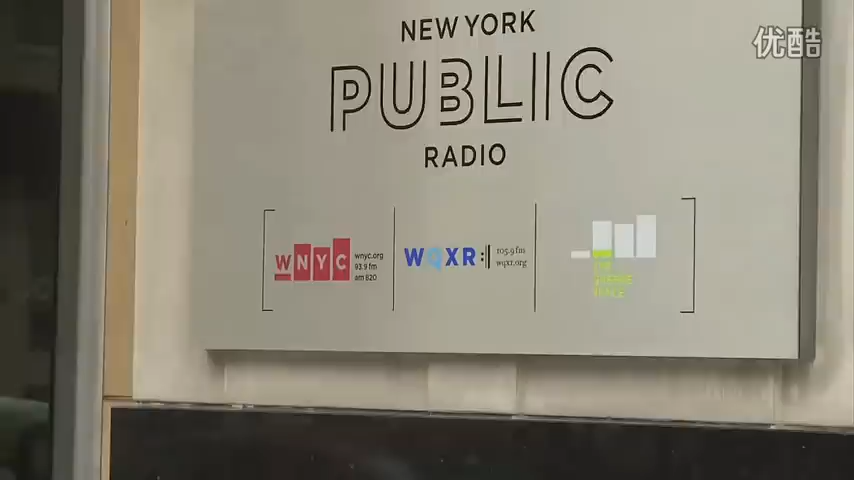 优酷
NEW YORK
PUBLIC
RADIO
WNYC
wnyc.org
93.9 fm
am 820
WQXR
105.9 fm
wqxr.org